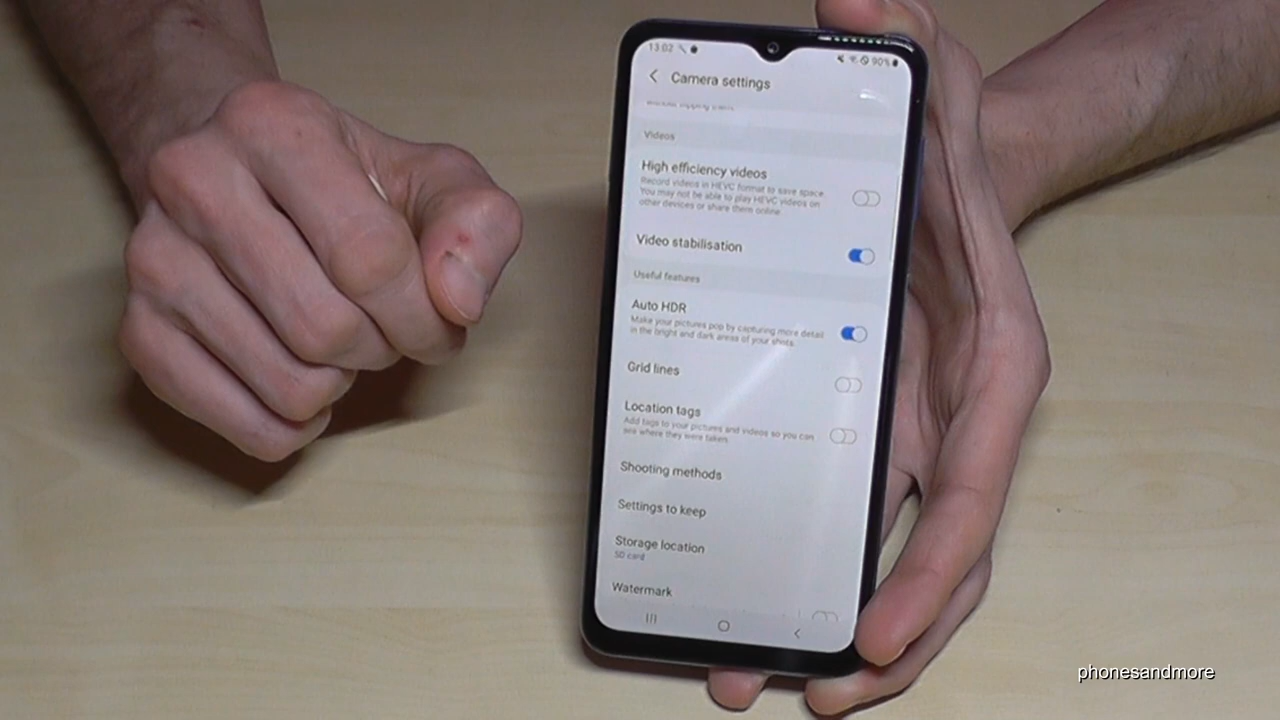 13:02
90%
Camera settings
Videos
High efficiency videos
Record videos in HEVC format to save space.
You may not be able to play HEVC videos on
other devices or share them online.
Video stabilisation
Useful features
Auto HDR
Make your pictures pop by capturing more detail
in the bright and dark areas of your shots.
Grid lines
Location tags
Add tags to your pictures and videos so you can
see where they were taken.
Shooting methods
Settings to keep
Storage location
SD card
Watermark
phonesandmore